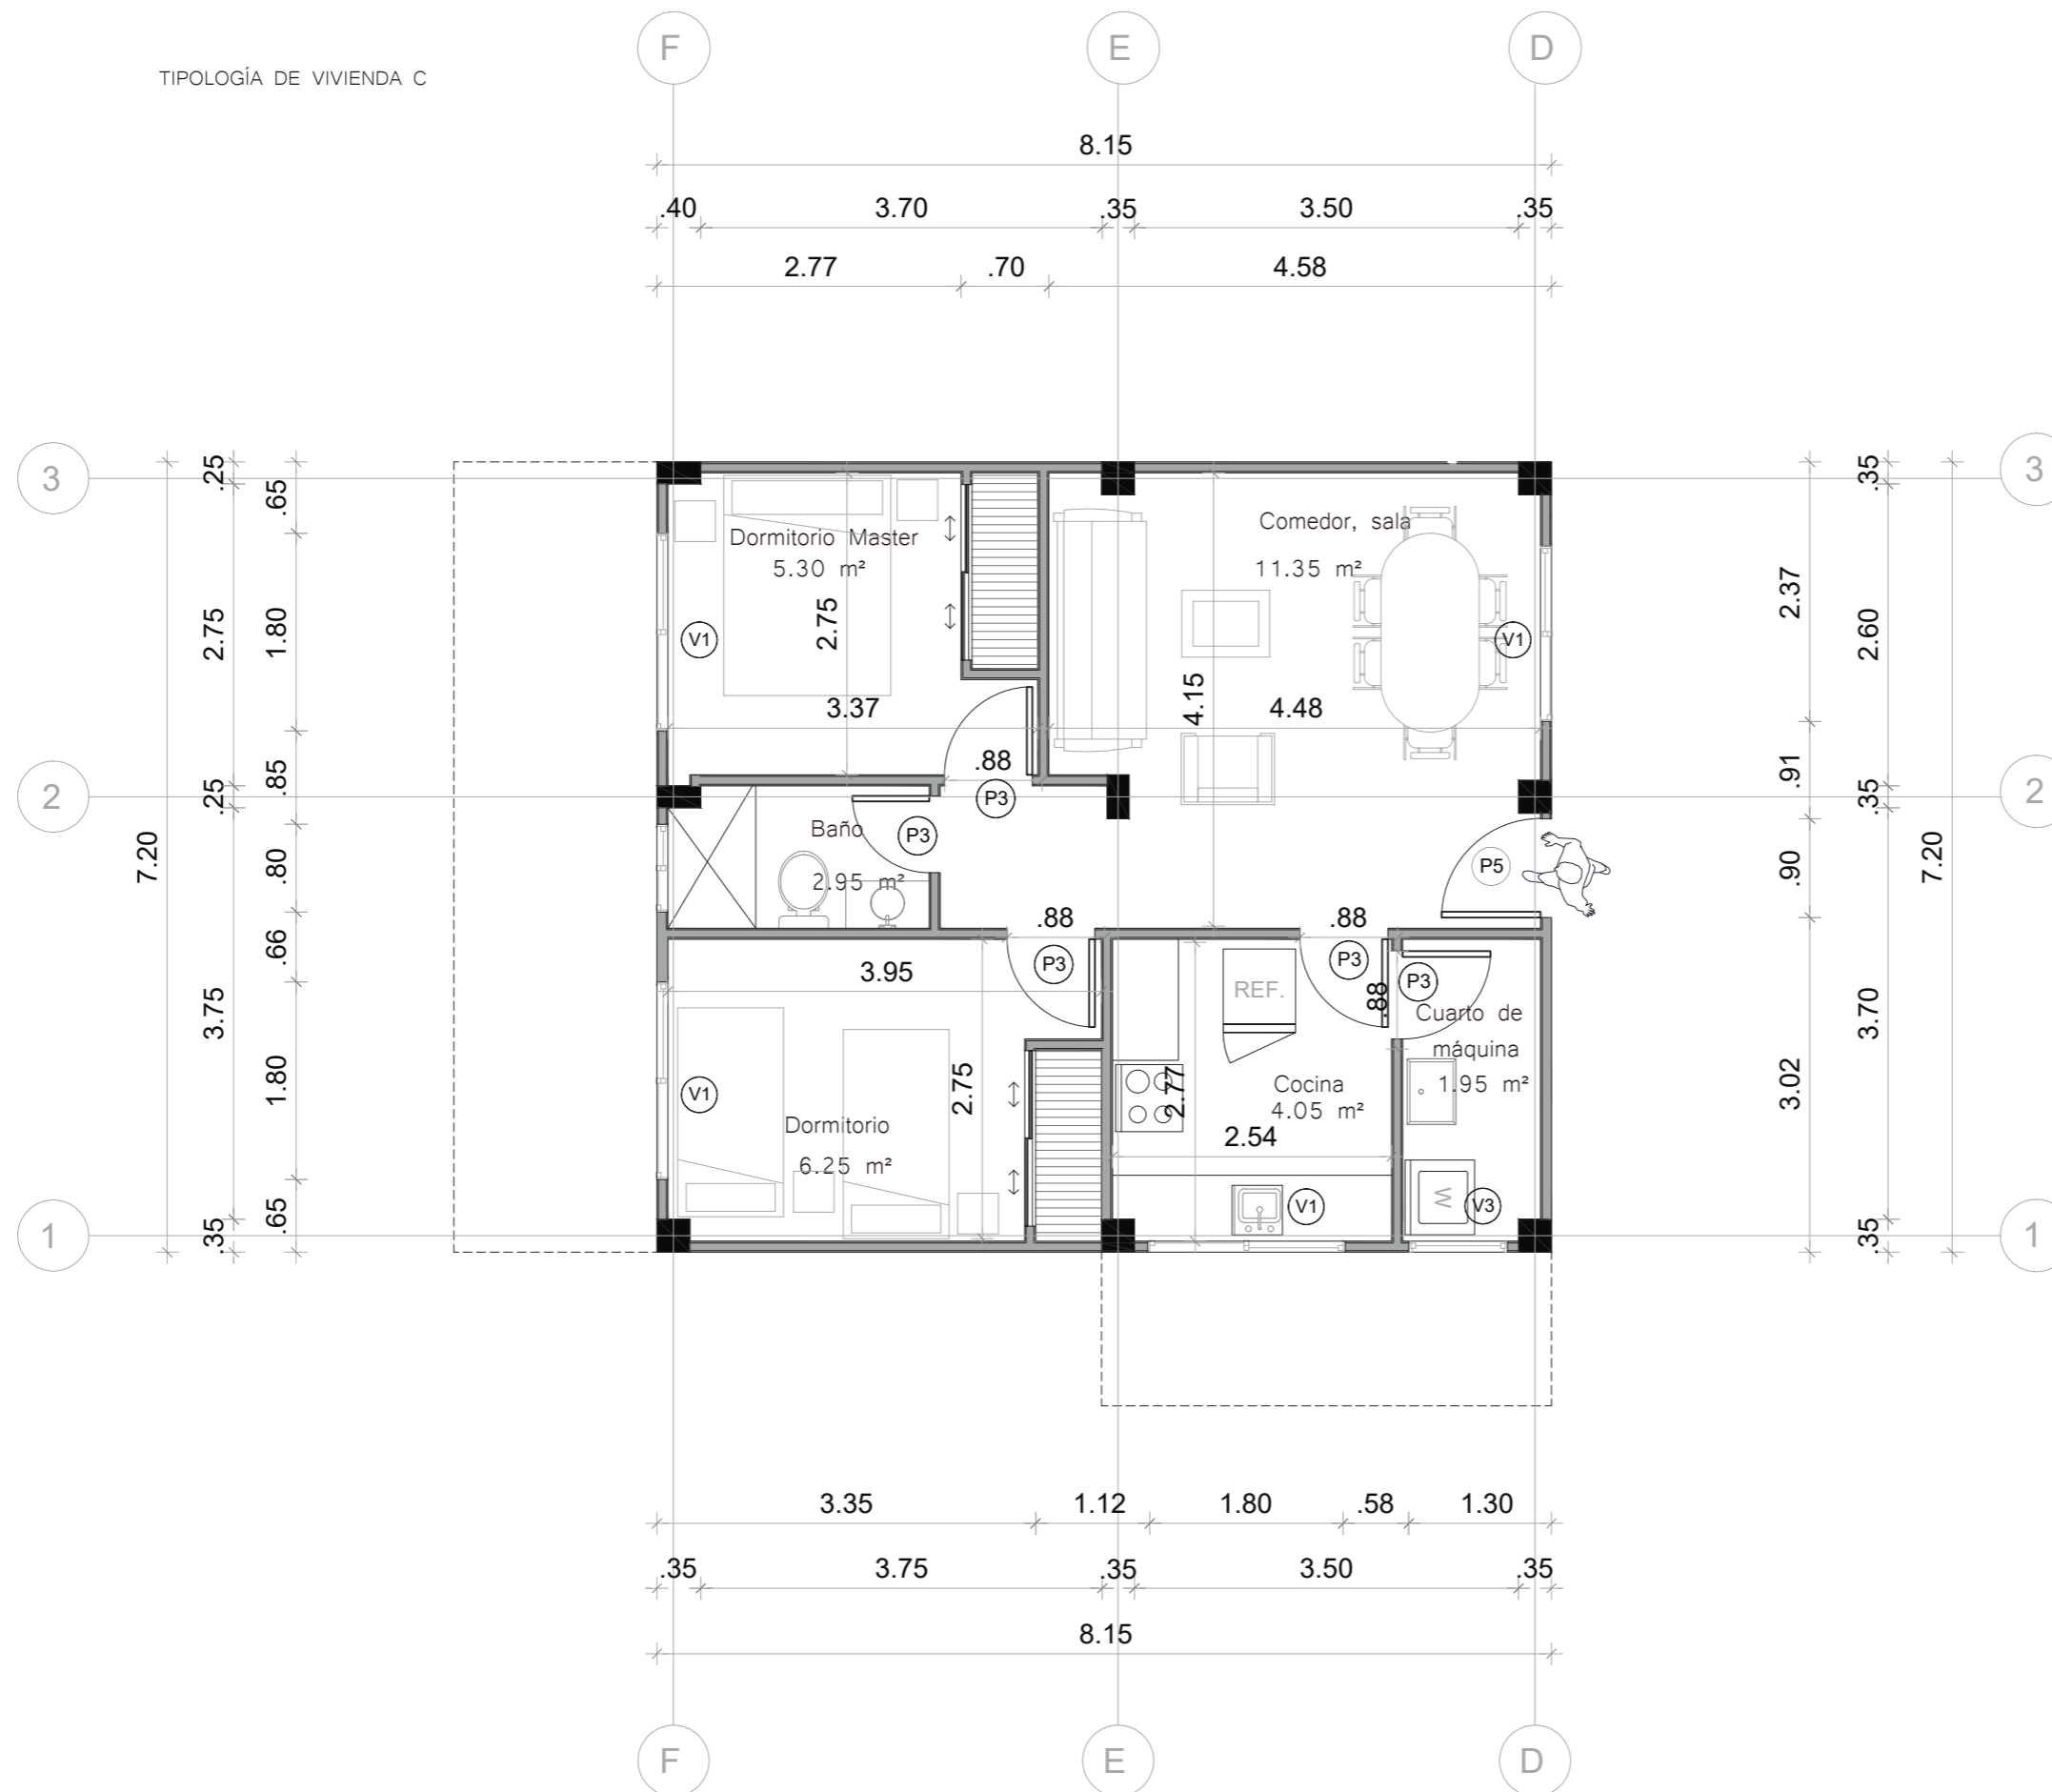 F
E
D
TIPOLOGÍA DE VIVIENDA C
8.15
.40
3.70
.35
3.50
.35
2.77
.70
4.58
3
3
.25
.65
.35
Comedor, sala
11.35 m²
Dormitorio Master
5.30 m²
2.75
1.80
2.75
V1
V1
2.37
2.60
3.37
4.15
4.48
.88
P3
2
2
.25
.85
.91
.35
7.20
.80
Baño
P3
2.95 m²
P5
.90
7.20
.66
.88
.88
3.95
P3
P3
P3
REF.
.88
3.75
Cuarto de
máquina
1.95 m²
3.70
1.80
V1
2.75
2.77
Cocina
4.05 m²
3.02
Dormitorio
6.25 m²
2.54
V1
W
V3
1
1
.35
.65
.35
3.35
1.12
1.80
.58
1.30
.35
3.75
.35
3.50
.35
8.15
F
E
D